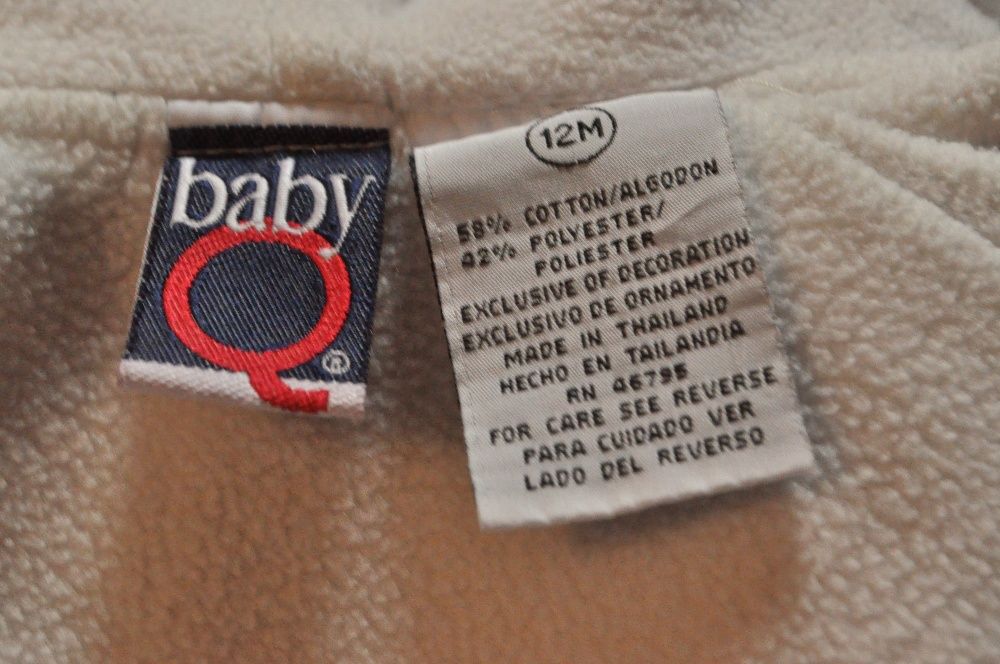 baby
Q
®
12M
58% COTTON/ALGODON
42% POLYESTER/
POLIESTER
EXCLUSIVE OF DECORATION
EXCLUSIVO DE ORNAMENTO
MADE IN THAILAND
HECHO EN TAILANDIA
RN 46795
FOR CARE SEE REVERSE
PARA CUIDADO VER
LADO DEL REVERSO